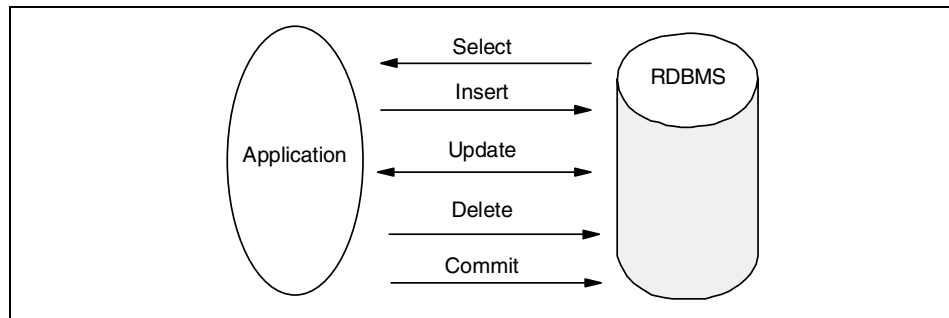 Select
RDBMS
Insert
Application
Update
Delete
Commit